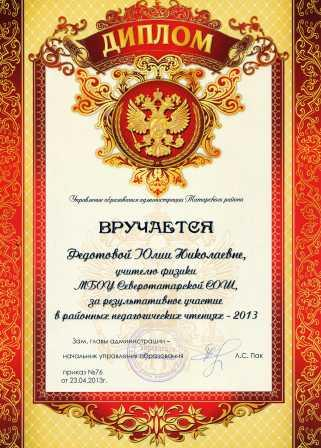 ДИПЛОМ
Управление образования администрации Татарского района
ВРУЧАЕТСЯ
Федотовой Юлии Николаевне,
учителю физики
МБОУ Северотатарской СОШ,
за результативное участие
в районных педагогических чтениях - 2013
Зам. главы администрации –
начальник управления образования
Л.С. Пак
приказ №76
от 23.04.2013г.